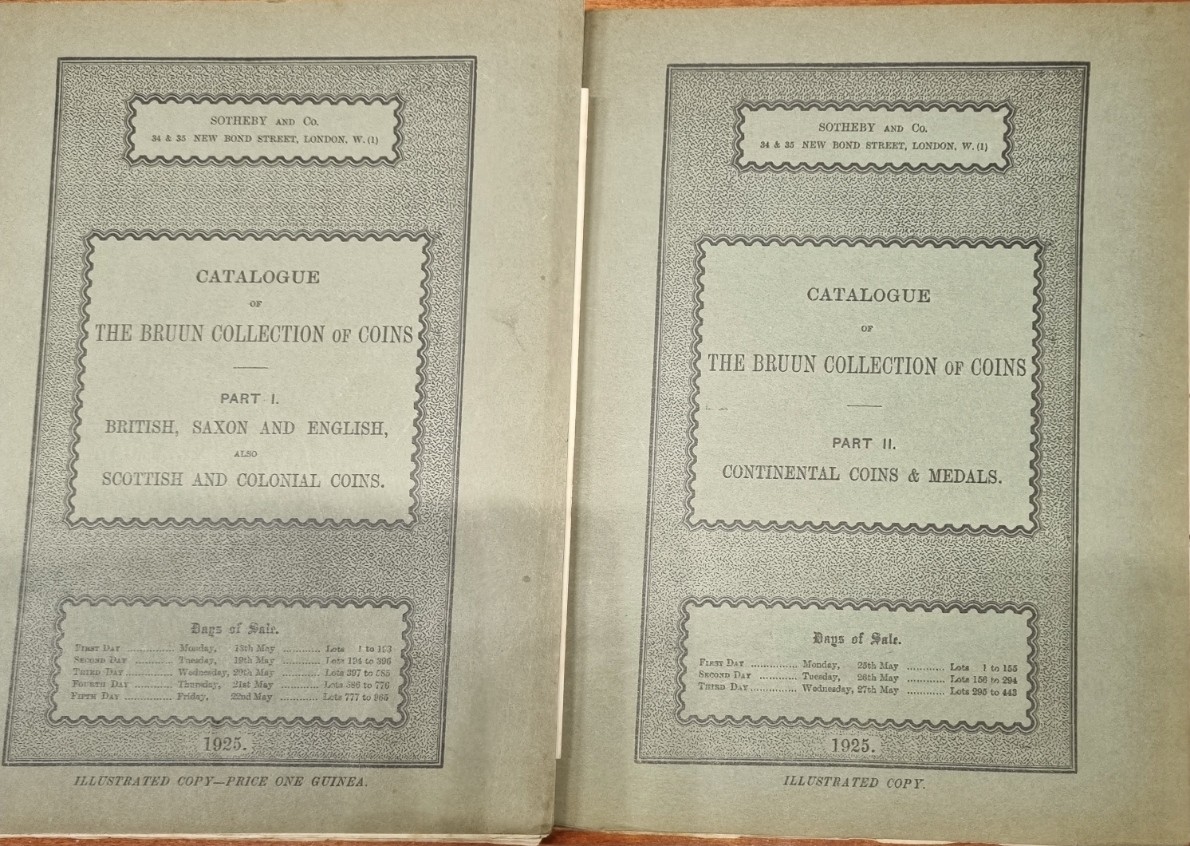 SOTHEBY AND Co.
34 & 35 NEW BOND STREET, LONDON, W.(1)
CATALOGUE
OF
THE BRUUN COLLECTION OF COINS
PART I.
BRITISH, SAXON AND ENGLISH,
ALSO
SCOTTISH AND COLONIAL COINS.
Days of Sale.
FIRST DAY ............ Monday, 18th May ............ Lots 1 to 193
SECOND DAY ............ Tuesday, 19th May ............ Lots 194 to 396
THIRD DAY ............ Wednesday, 20th May ............ Lots 397 to 585
FOURTH DAY ............ Thursday, 21st May ............ Lots 586 to 776
FIFTH DAY ............ Friday, 22nd May ............ Lots 777 to 965
1925.
ILLUSTRATED COPY—PRICE ONE GUINEA.
SOTHEBY AND Co.
34 & 35 NEW BOND STREET, LONDON, W.(1)
CATALOGUE
OF
THE BRUUN COLLECTION OF COINS
PART II.
CONTINENTAL COINS & MEDALS.
Days of Sale.
FIRST DAY ............ Monday, 25th May ............ Lots 1 to 155
SECOND DAY ............ Tuesday, 26th May ............ Lots 156 to 294
THIRD DAY ............ Wednesday, 27th May ............ Lots 295 to 443
1925.
ILLUSTRATED COPY.